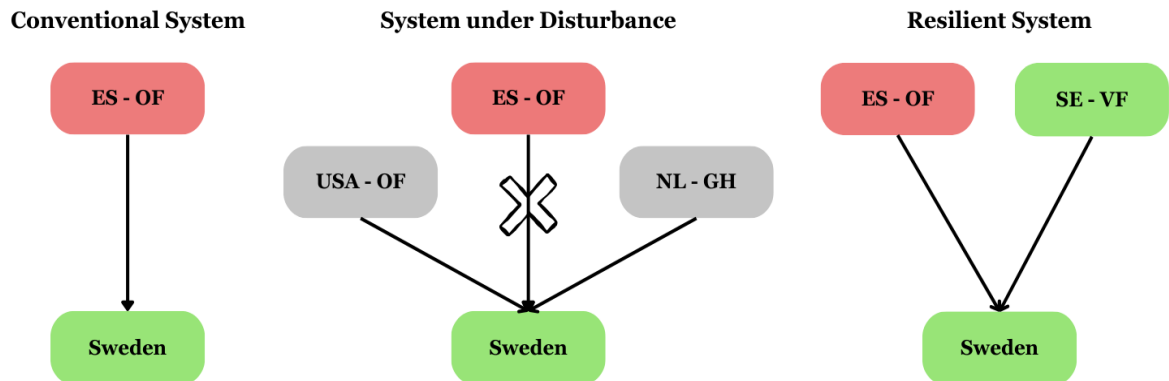 Conventional System
System under Disturbance
Resilient System
ES - OF
ES - OF
ES - OF
SE - VF
USA - OF
NL - GH
Sweden
Sweden
Sweden